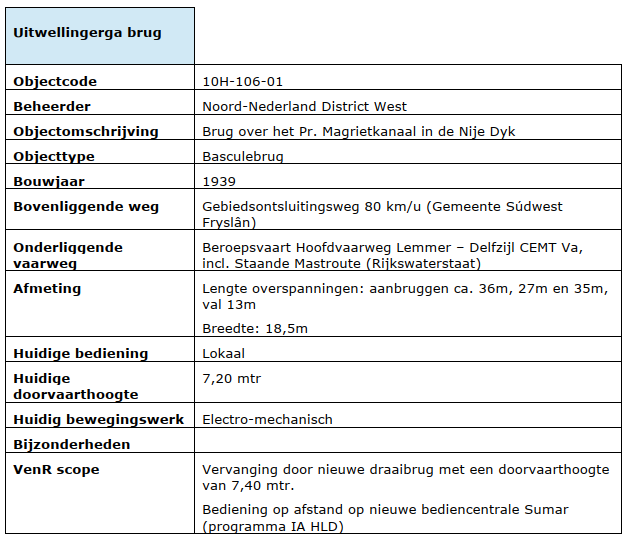 Uitwellingerga brug
Objectcode 10H-106-01
Beheerder Noord-Nederland District West
Objectomschrijving Brug over het Pr. Magrietkanaal in de Nije Dyk
Objecttype Basculebrug
Bouwjaar 1939
Bovenliggende weg Gebiedsontsluitingsweg 80 km/u (Gemeente Súdwest
Fryslân)
Onderliggende Beroepsvaart Hoofdvaarweg Lemmer – Delfzijl CEMT Va,
vaarweg incl. Staande Mastroute (Rijkswaterstaat)
Afmeting Lengte overspanningen: aanbruggen ca. 36m, 27m en 35m,
val 13m
Breedte: 18,5m
Huidige bediening Lokaal
Huidige 7,20 mtr
doorvaarthoogte
Huidig bewegingswerk Electro-mechanisch
Bijzonderheden
VenR scope Vervanging door nieuwe draaibrug met een doorvaarthoogte
van 7,40 mtr.
Bediening op afstand op nieuwe bediencentrale Sumar
(programma IA HLD)